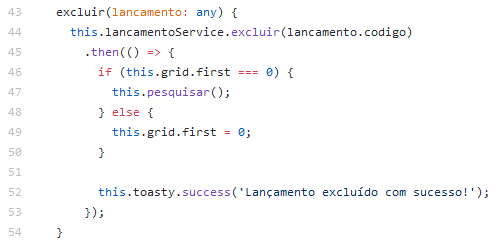 43 excluir(lancamento: any) {
44 this.lancamentoService.excluir(lancamento.codigo)
45 .then(() => {
46 if (this.grid.first === 0) {
47 this.pesquisar();
48 } else {
49 this.grid.first = 0;
50 }
51
52 this.toasty.success('Lançamento excluído com sucesso!');
53 });
54 }